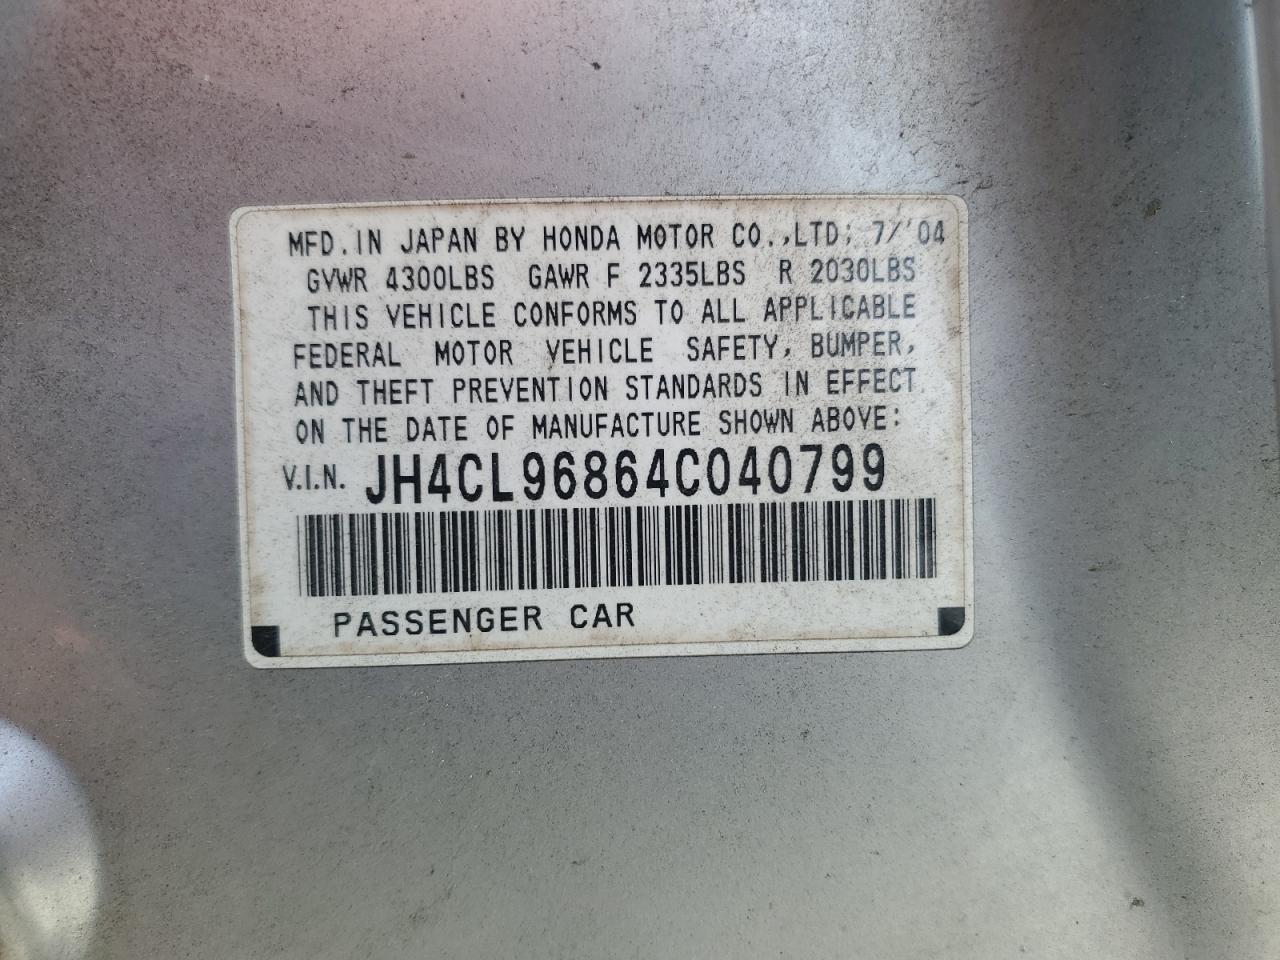 MFD. IN JAPAN BY HONDA MOTOR CO., LTD; 7/'04
GVWR 4300LBS GAWR F 2335LBS R 2030LBS
THIS VEHICLE CONFORMS TO ALL APPLICABLE
FEDERAL MOTOR VEHICLE SAFETY, BUMPER,
AND THEFT PREVENTION STANDARDS IN EFFECT
ON THE DATE OF MANUFACTURE SHOWN ABOVE:
V.I.N. JH4CL96864C040799
PASSENGER CAR